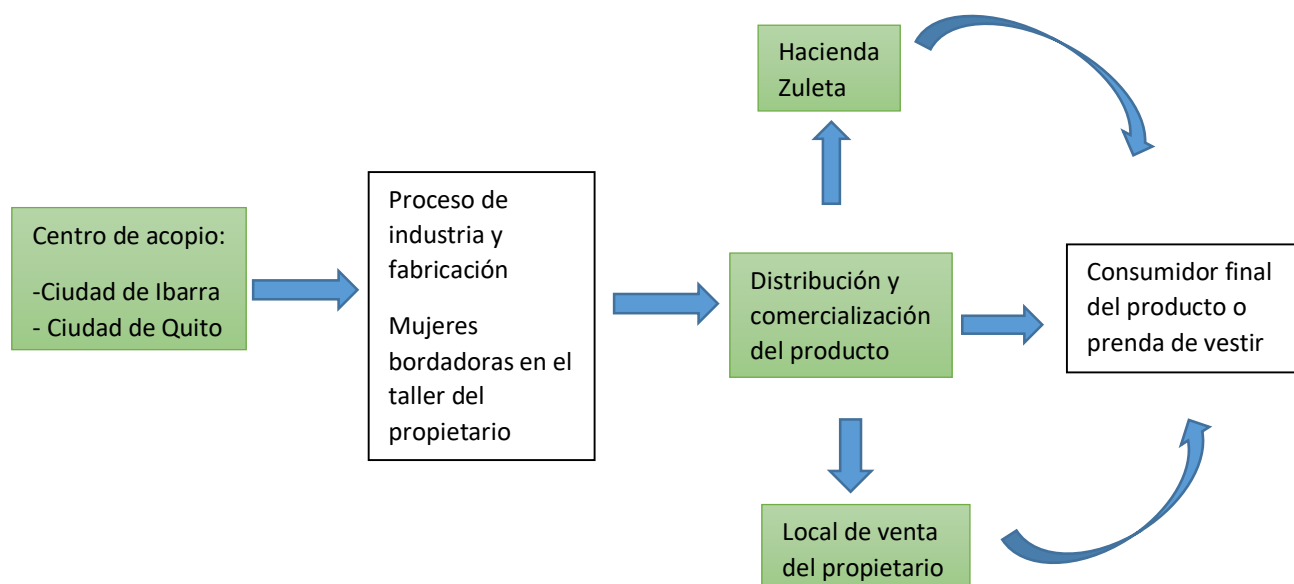 Hacienda
Zuleta
Centro de acopio:
-Ciudad de Ibarra
- Ciudad de Quito
Proceso de
industria y
fabricación
Mujeres
bordadoras en el
taller del
propietario
Distribución y
comercialización
del producto
Consumidor final
del producto o
prenda de vestir
Local de venta
del propietario